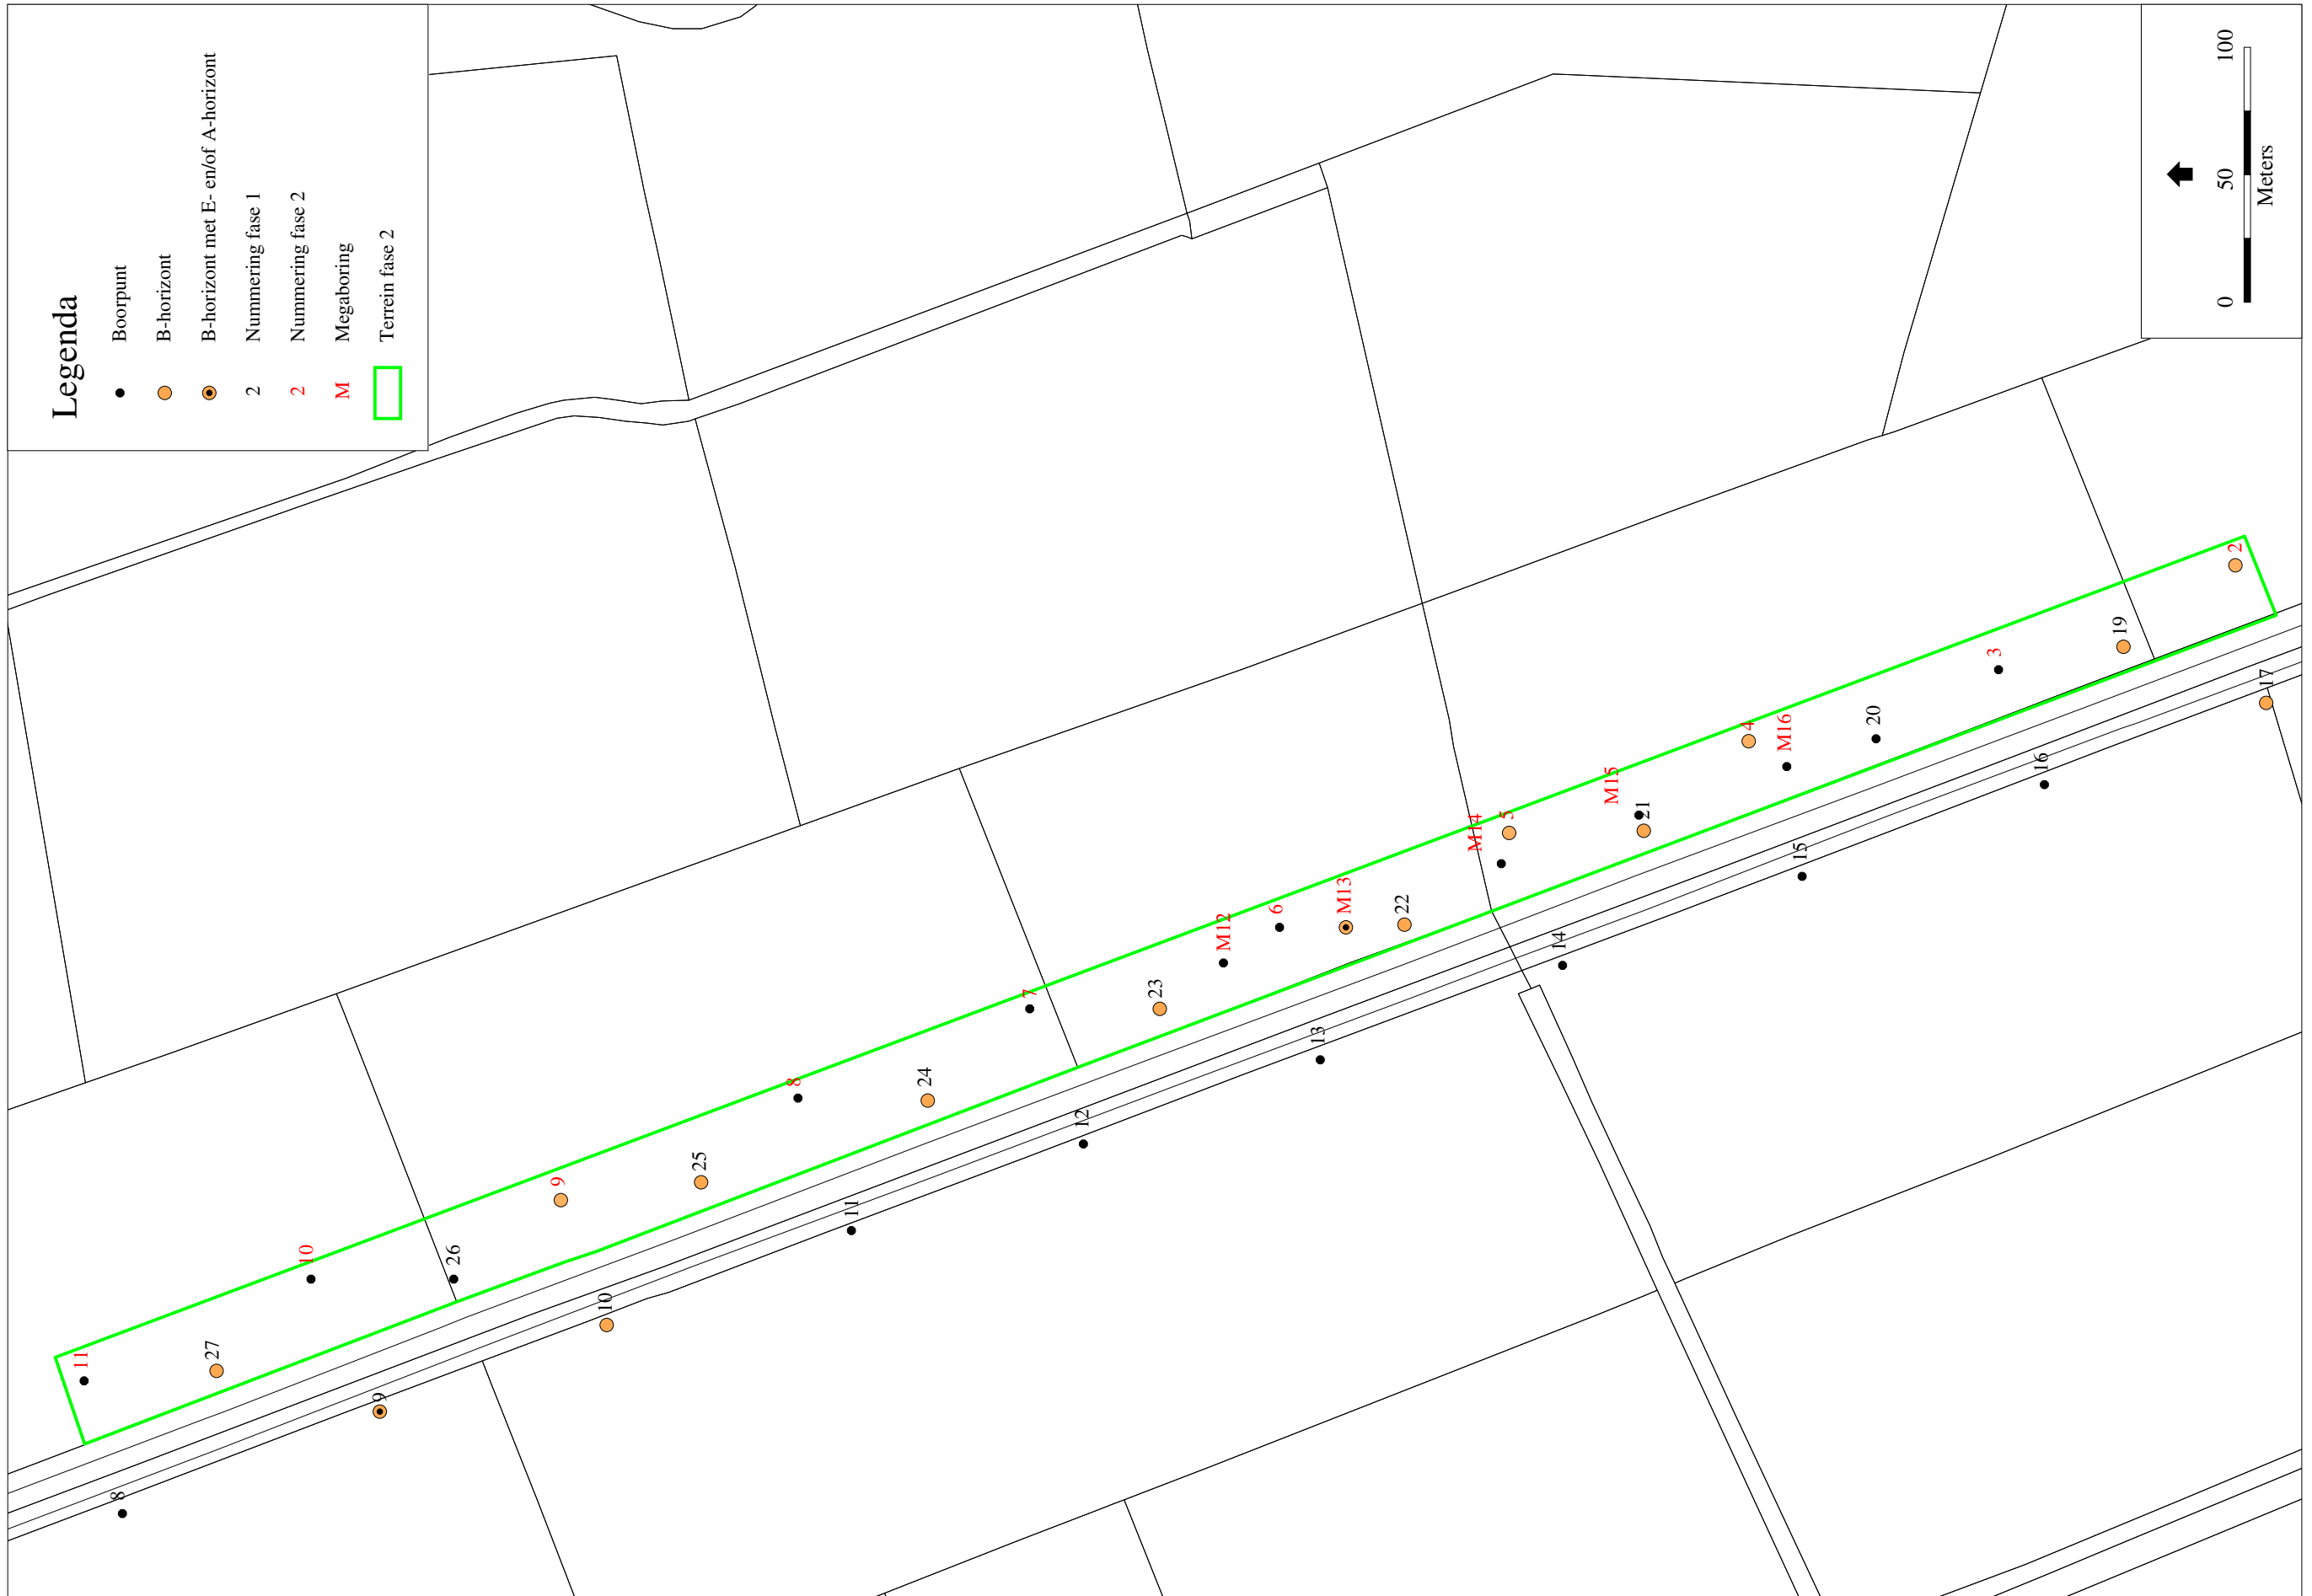 Legenda
Boorpunt
B-horizont
B-horizont met E- en/of A-horizont
2 Nummering fase 1
2 Nummering fase 2
M Megaboring
Terrein fase 2
0 50 100
Meters
11
27
10
26
9
25
8
24
7
23
M12
6
M13
22
M14
5
M15
21
4
M16
20
3
19
2
8
9
10
11
12
13
14
15
16
17